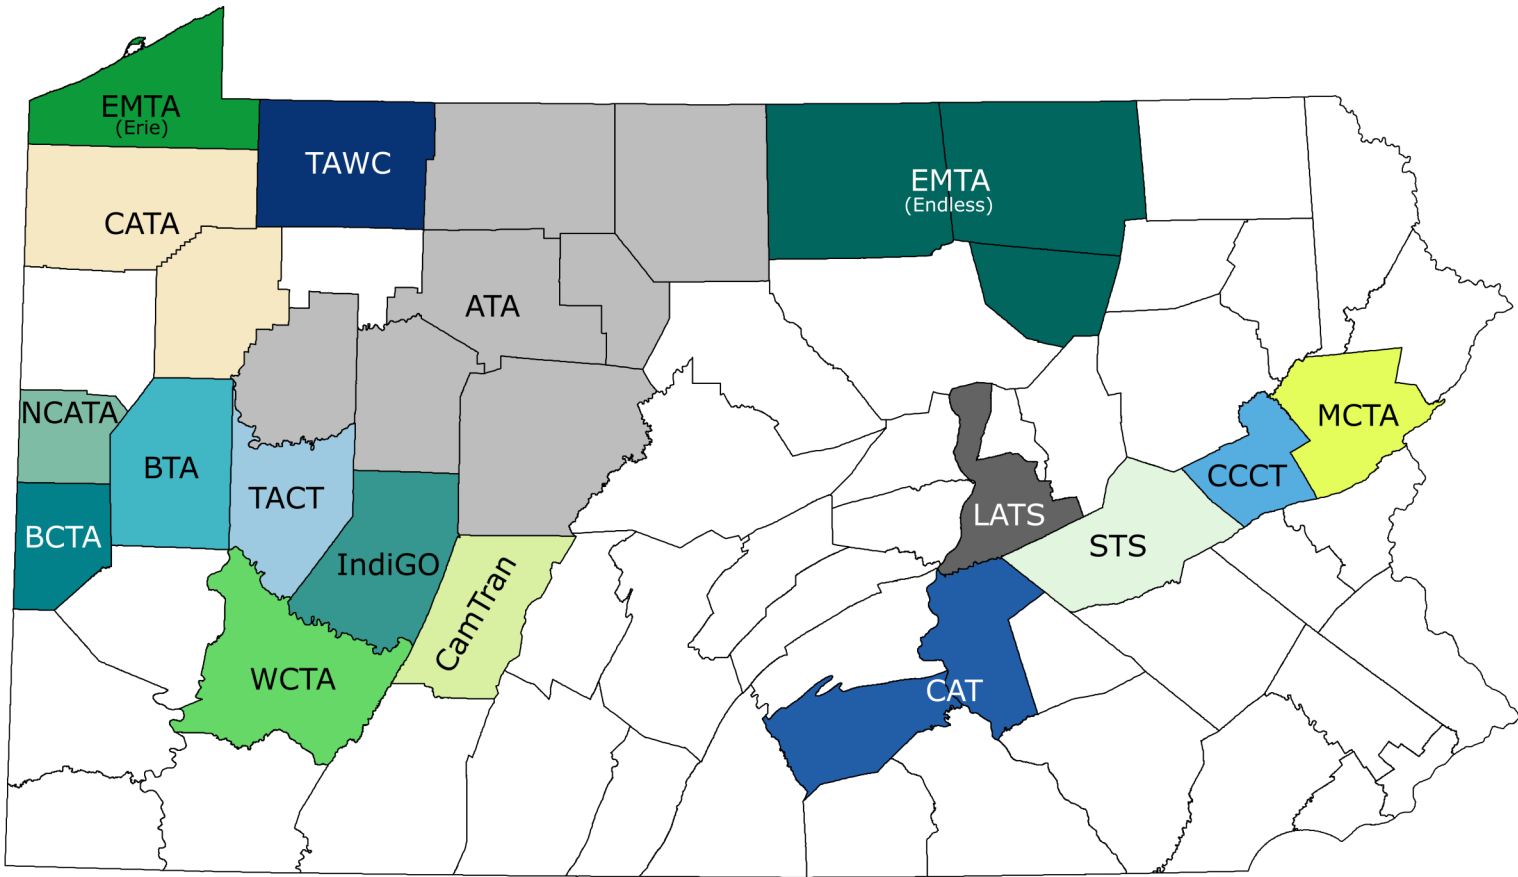 EMTA
(Erie)
TAWC
CATA
EMTA
(Endless)
ATA
NCATA
BTA
TACT
BCTA
IndiGO
CamTran
WCTA
MCTA
CCCT
LATS
STS
CAT